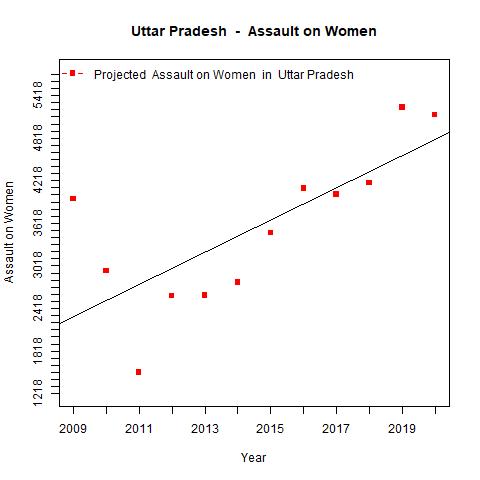 Uttar Pradesh - Assault on Women
Projected Assault on Women in Uttar Pradesh
5418
4818
4218
3618
3018
2418
1818
1218
Assault on Women
2009 2011 2013 2015 2017 2019
Year